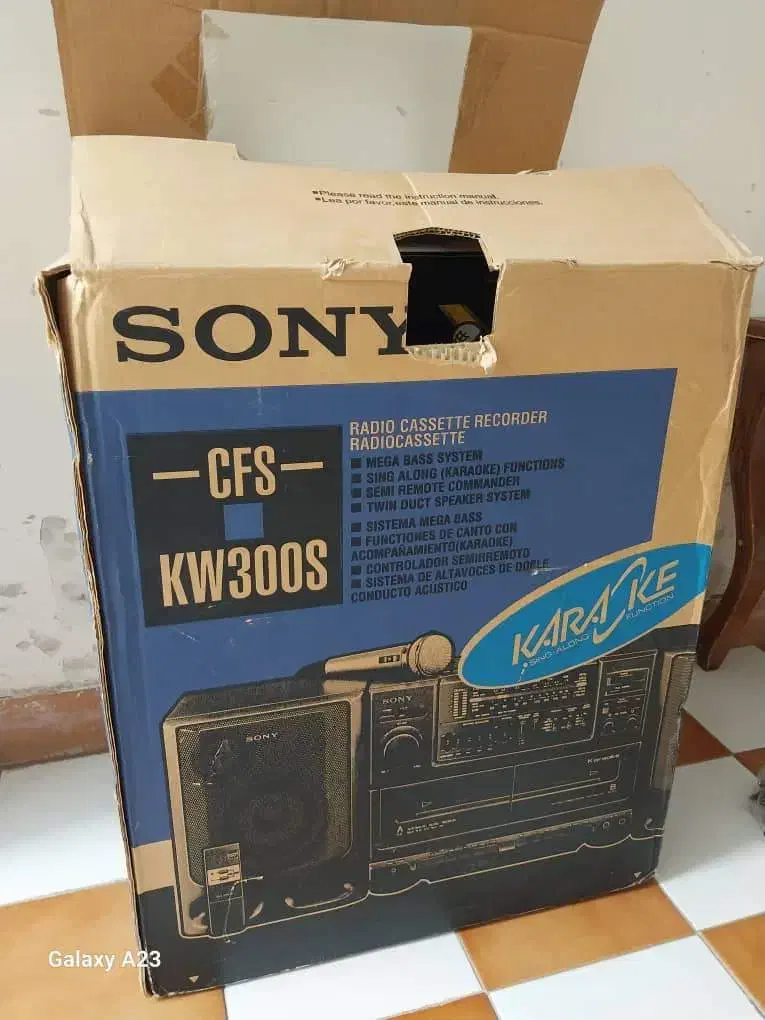 ■Please read the instruction manual.
■Lea por favor,este manual de instrucciones.
SONY
CFS
KW300S
RADIO CASSETTE RECORDER
RADIOCASSETTE
■ MEGA BASS SYSTEM
■ SING ALONG (KARAOKE) FUNCTIONS
■ SEMI REMOTE COMMANDER
■ TWIN DUCT SPEAKER SYSTEM
■ SISTEMA MEGA BASS
■ FUNCTIONES DE CANTO CON
ACOMPAÑAMIENTO(KARAOKE)
■ CONTROLADOR SEMIRREMOTO
■ SISTEMA DE ALTAVOCES DE DOBLE
CONDUCTO ACÚSTICO
KARAOKE
SING-ALONG FUNCTION
SONY
SONY
Karaoke
Galaxy A23